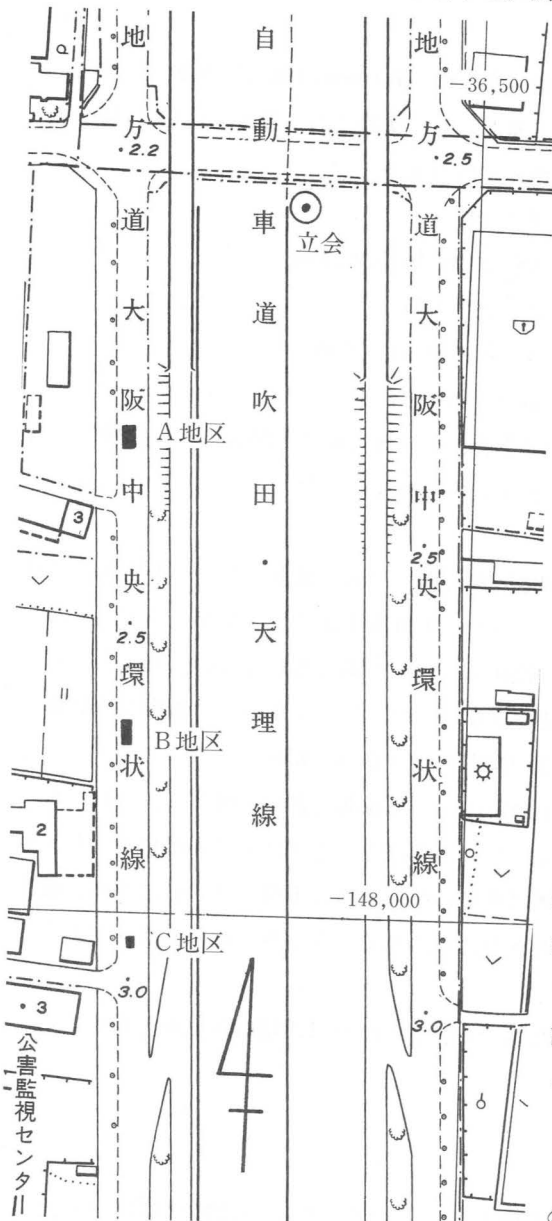 地方道大阪中央環状線
自動車道吹田・天理線
地方道大阪中央環状線
-36,500
2.2
2.5
立会
A地区
3
2.5
2.5
B地区
2
-148,000
C地区
3.0
3.0
3
公害監視センター